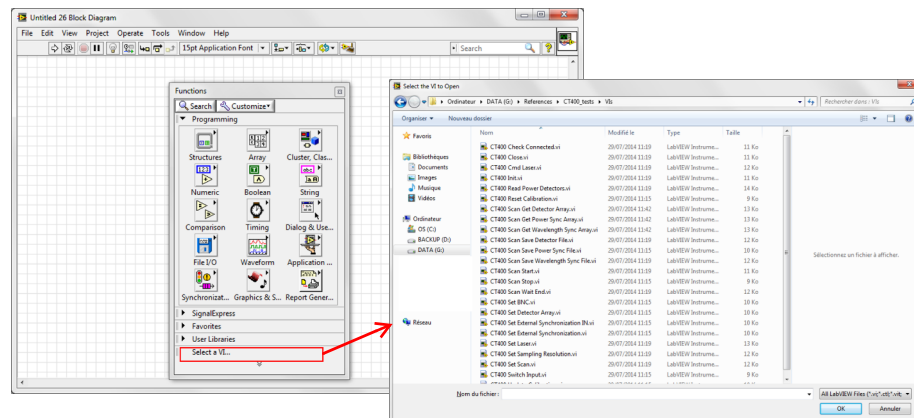 Untitled 26 Block Diagram
File Edit View Project Operate Tools Window Help
15pt Application Font
Search
Functions
Search Customize
Programming
Structures Array Cluster, Clas...
Numeric Boolean String
Comparison Timing Dialog & Use...
File I/O Waveform Application ...
Synchronizat... Graphics & S... Report Gener...
SignalExpress
Favorites
User Libraries
Select a VI...
Select the VI to Open
Ordinateur DATA (G:) References CT400_tests VIs
Rechercher dans : VIs
Organiser Nouveau dossier
Favoris
Bibliothèques
Documents
Images
Musique
Vidéos
Ordinateur
OS (C:)
BACKUP (D:)
DATA (G:)
Réseau
Nom Modifié le Type Taille
CT400 Check Connected.vi 29/07/2014 11:19 LabVIEW Instrume... 11 Ko
CT400 Close.vi 29/07/2014 11:19 LabVIEW Instrume... 11 Ko
CT400 Cmd Laser.vi 29/07/2014 11:19 LabVIEW Instrume... 12 Ko
CT400 Init.vi 29/07/2014 11:19 LabVIEW Instrume... 11 Ko
CT400 Read Power Detectors.vi 29/07/2014 11:19 LabVIEW Instrume... 14 Ko
CT400 Reset Calibration.vi 29/07/2014 11:15 LabVIEW Instrume... 9 Ko
CT400 Scan Get Detector Array.vi 29/07/2014 11:42 LabVIEW Instrume... 13 Ko
CT400 Scan Get Power Sync Array.vi 29/07/2014 11:42 LabVIEW Instrume... 13 Ko
CT400 Scan Get Wavelength Sync Array.vi 29/07/2014 11:42 LabVIEW Instrume... 13 Ko
CT400 Scan Save Detector File.vi 29/07/2014 11:19 LabVIEW Instrume... 12 Ko
CT400 Scan Save Power Sync File.vi 29/07/2014 11:15 LabVIEW Instrume... 10 Ko
CT400 Scan Save Wavelength Sync File.vi 29/07/2014 11:19 LabVIEW Instrume... 12 Ko
CT400 Scan Start.vi 29/07/2014 11:19 LabVIEW Instrume... 11 Ko
CT400 Scan Stop.vi 29/07/2014 11:15 LabVIEW Instrume... 9 Ko
CT400 Scan Wait End.vi 29/07/2014 11:19 LabVIEW Instrume... 12 Ko
CT400 Set BNC.vi 29/07/2014 11:15 LabVIEW Instrume... 10 Ko
CT400 Set Detector Array.vi 29/07/2014 11:15 LabVIEW Instrume... 10 Ko
CT400 Set External Synchronization IN.vi 29/07/2014 11:15 LabVIEW Instrume... 10 Ko
CT400 Set External Synchronization.vi 29/07/2014 11:15 LabVIEW Instrume... 10 Ko
CT400 Set Laser.vi 29/07/2014 11:19 LabVIEW Instrume... 13 Ko
CT400 Set Sampling Resolution.vi 29/07/2014 11:19 LabVIEW Instrume... 12 Ko
CT400 Set Scan.vi 29/07/2014 11:19 LabVIEW Instrume... 12 Ko
CT400 Switch Input.vi 29/07/2014 11:15 LabVIEW Instrume... 9 Ko
Sélectionnez un fichier à afficher.
Nom du fichier :
All LabVIEW Files (*.vi;*.ctl;*.vit;
OK Annuler